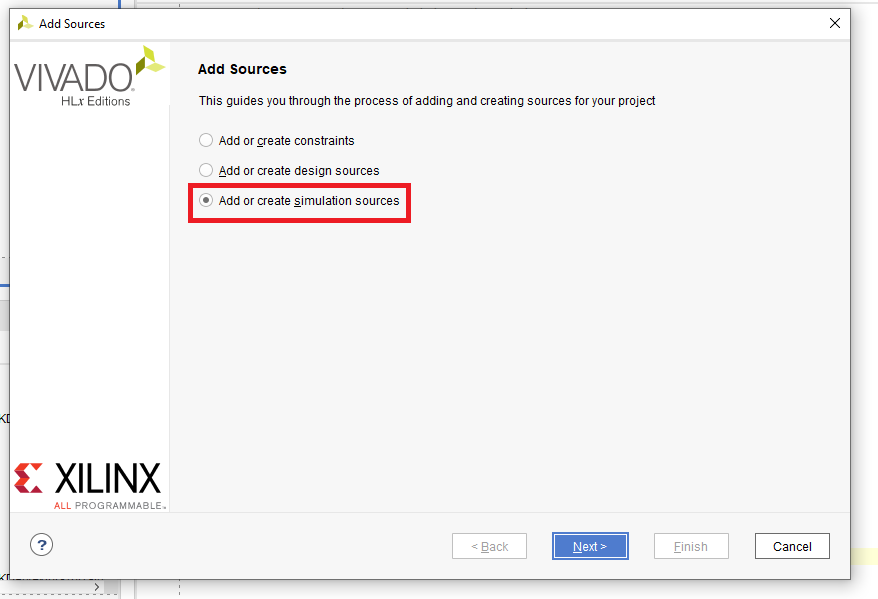 Add Sources
VIVADO
HLx Editions
Add Sources
This guides you through the process of adding and creating sources for your project
Add or create constraints
Add or create design sources
Add or create simulation sources
XILINX
ALL PROGRAMMABLE.
?
< Back
Next >
Finish
Cancel